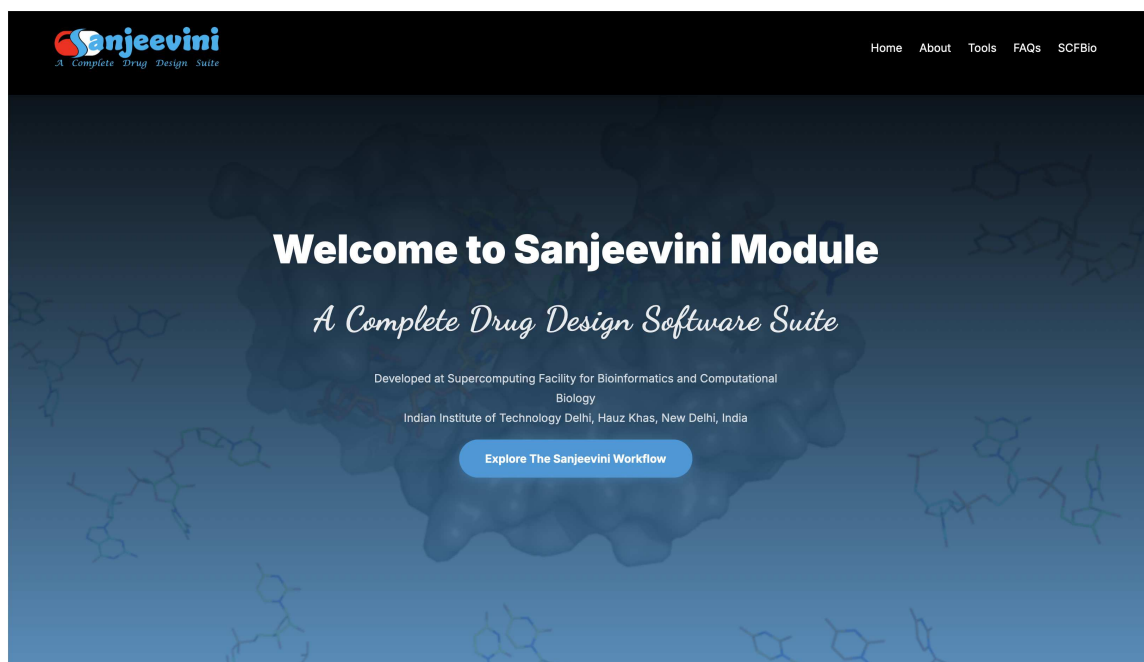 Sanjeevini
A Complete Drug Design Suite
Home About Tools FAQs SCFBio
Welcome to Sanjeevini Module
A Complete Drug Design Software Suite
Developed at Supercomputing Facility for Bioinformatics and Computational
Biology
Indian Institute of Technology Delhi, Hauz Khas, New Delhi, India
Explore The Sanjeevini Workflow